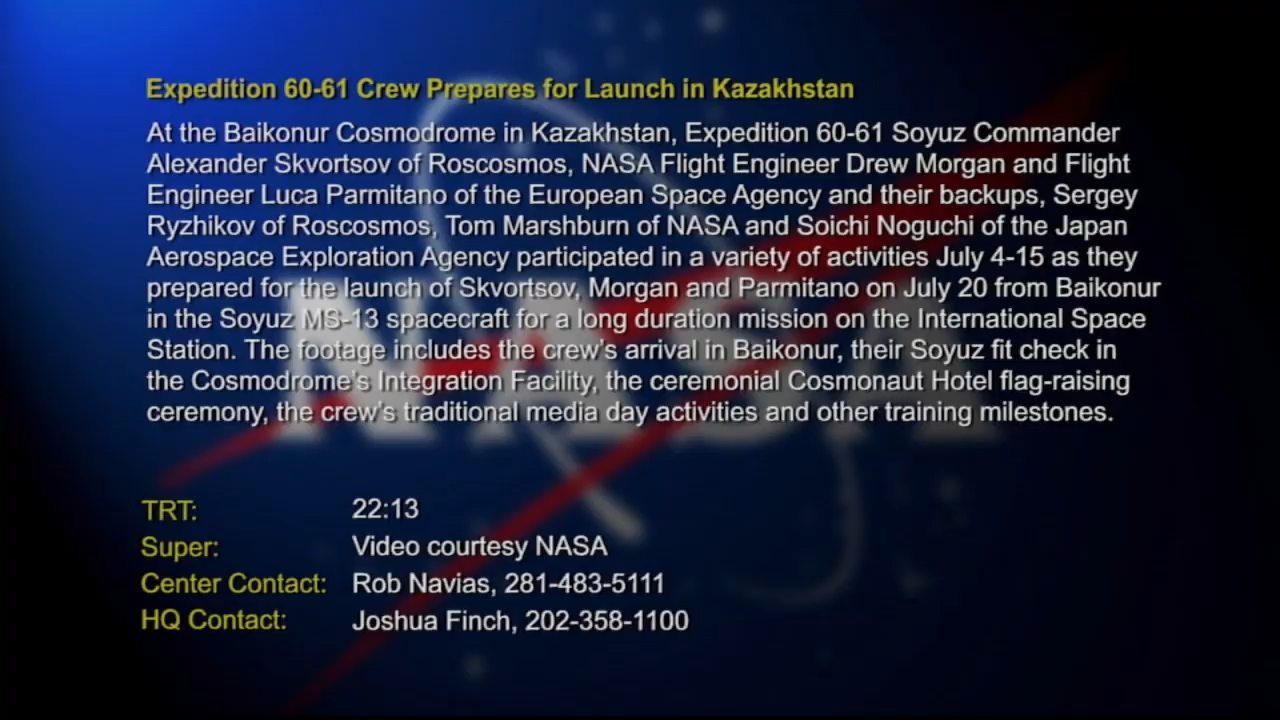 Expedition 60-61 Crew Prepares for Launch in Kazakhstan
At the Baikonur Cosmodrome in Kazakhstan, Expedition 60-61 Soyuz Commander
Alexander Skvortsov of Roscosmos, NASA Flight Engineer Drew Morgan and Flight
Engineer Luca Parmitano of the European Space Agency and their backups, Sergey
Ryzhikov of Roscosmos, Tom Marshburn of NASA and Soichi Noguchi of the Japan
Aerospace Exploration Agency participated in a variety of activities July 4-15 as they
prepared for the launch of Skvortsov, Morgan and Parmitano on July 20 from Baikonur
in the Soyuz MS-13 spacecraft for a long duration mission on the International Space
Station. The footage includes the crew's arrival in Baikonur, their Soyuz fit check in
the Cosmodrome's Integration Facility, the ceremonial Cosmonaut Hotel flag-raising
ceremony, the crew's traditional media day activities and other training milestones.
NASA
TRT: 22:13
Super: Video courtesy NASA
Center Contact: Rob Navias, 281-483-5111
HQ Contact: Joshua Finch, 202-358-1100